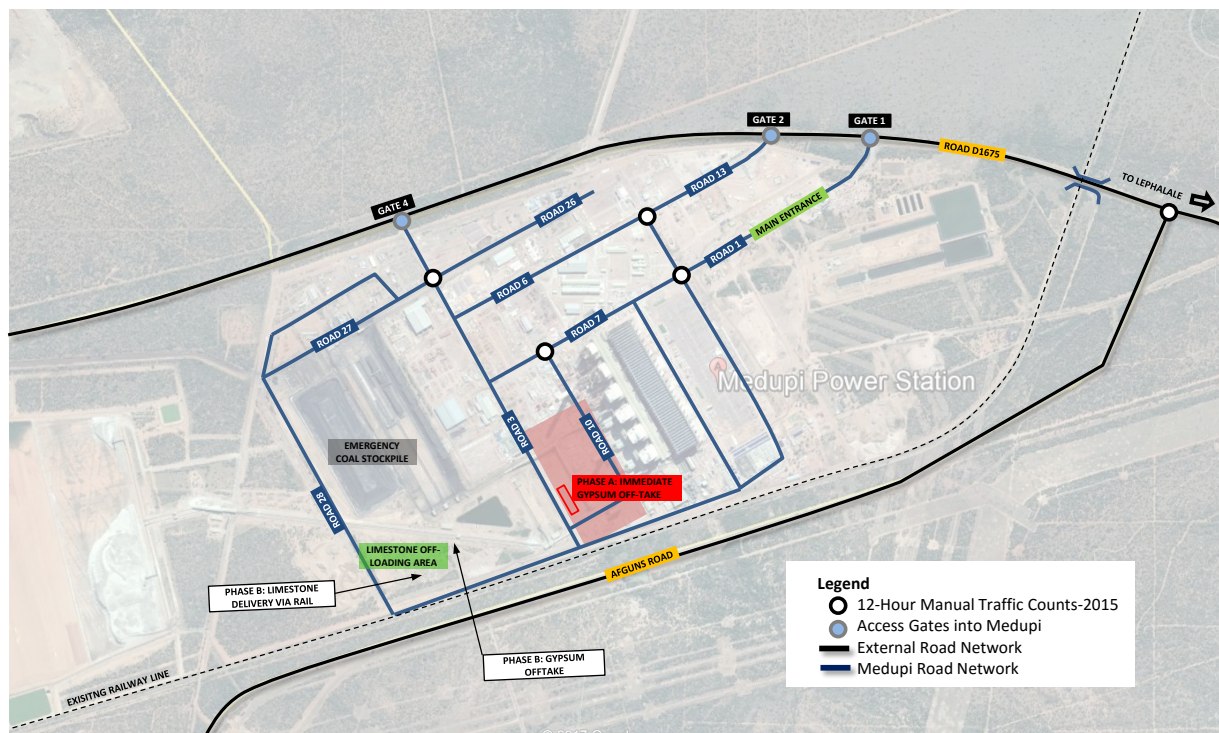 GATE 2
GATE 1
ROAD D1675
TO LEPHALALE
ROAD 13
GATE 4
ROAD 26
MAIN ENTRANCE
ROAD 1
ROAD 6
ROAD 7
ROAD 27
A
Medupi Power Station
ROAD 3
ROAD 10
EMERGENCY
COAL STOCKPILE
PHASE A: IMMEDIATE
GYPSUM OFF-TAKE
ROAD 28
LIMESTONE OFF-
LOADING AREA
AFGUNS ROAD
PHASE B: LIMESTONE
DELIVERY VIA RAIL
PHASE B: GYPSUM
OFFTAKE
EXISITNG RAILWAY LINE
Legend
12-Hour Manual Traffic Counts-2015
Access Gates into Medupi
External Road Network
Medupi Road Network